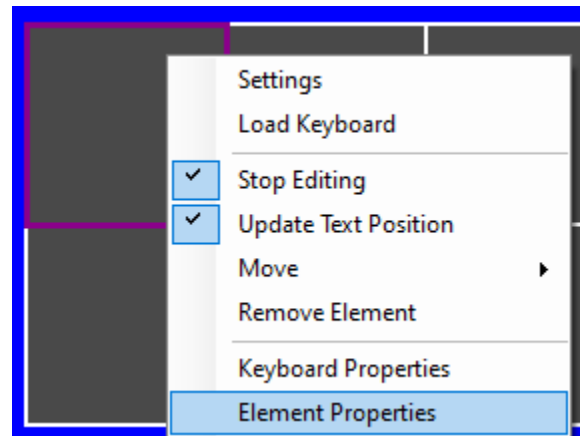 Settings
Load Keyboard
Stop Editing
Update Text Position
Move
Remove Element
Keyboard Properties
Element Properties